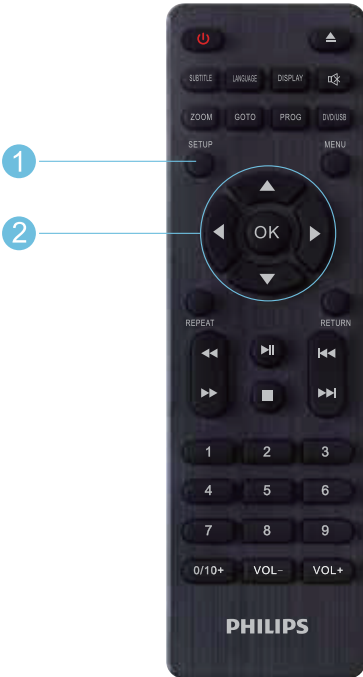 SUBTITLE LANGUAGE DISPLAY
ZOOM GOTO PROG DVD/USB
SETUP MENU
1
2
OK
REPEAT RETURN
1 2 3
4 5 6
7 8 9
0/10+ VOL- VOL+
PHILIPS